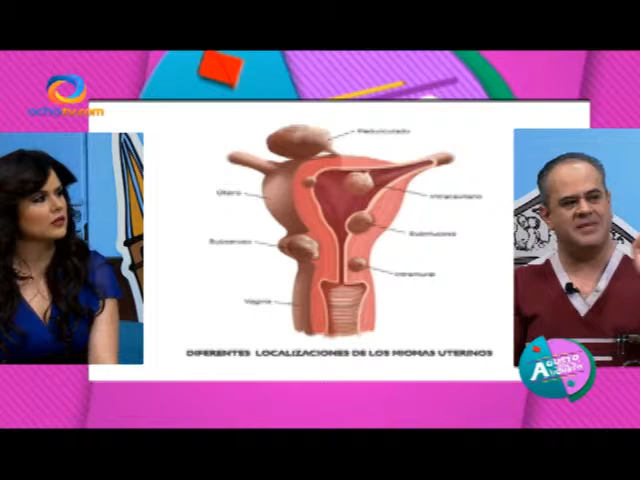 ochotv.com
Pediculado
Útero
Intracavitario
Submucoso
Subseroso
Intramural
Vagina
DIFERENTES LOCALIZACIONES DE LOS MIOMAS UTERINOS